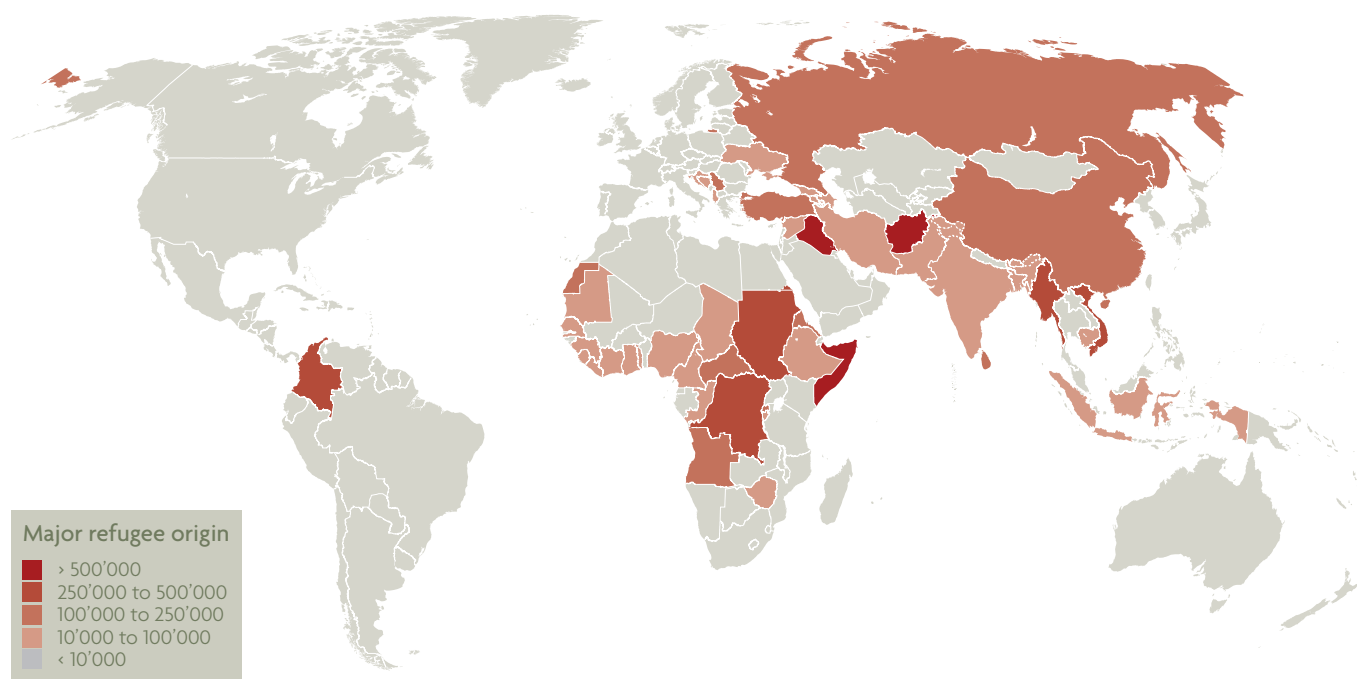 Major refugee origin
> 500’000
250’000 to 500’000
100’000 to 250’000
10’000 to 100’000
< 10’000